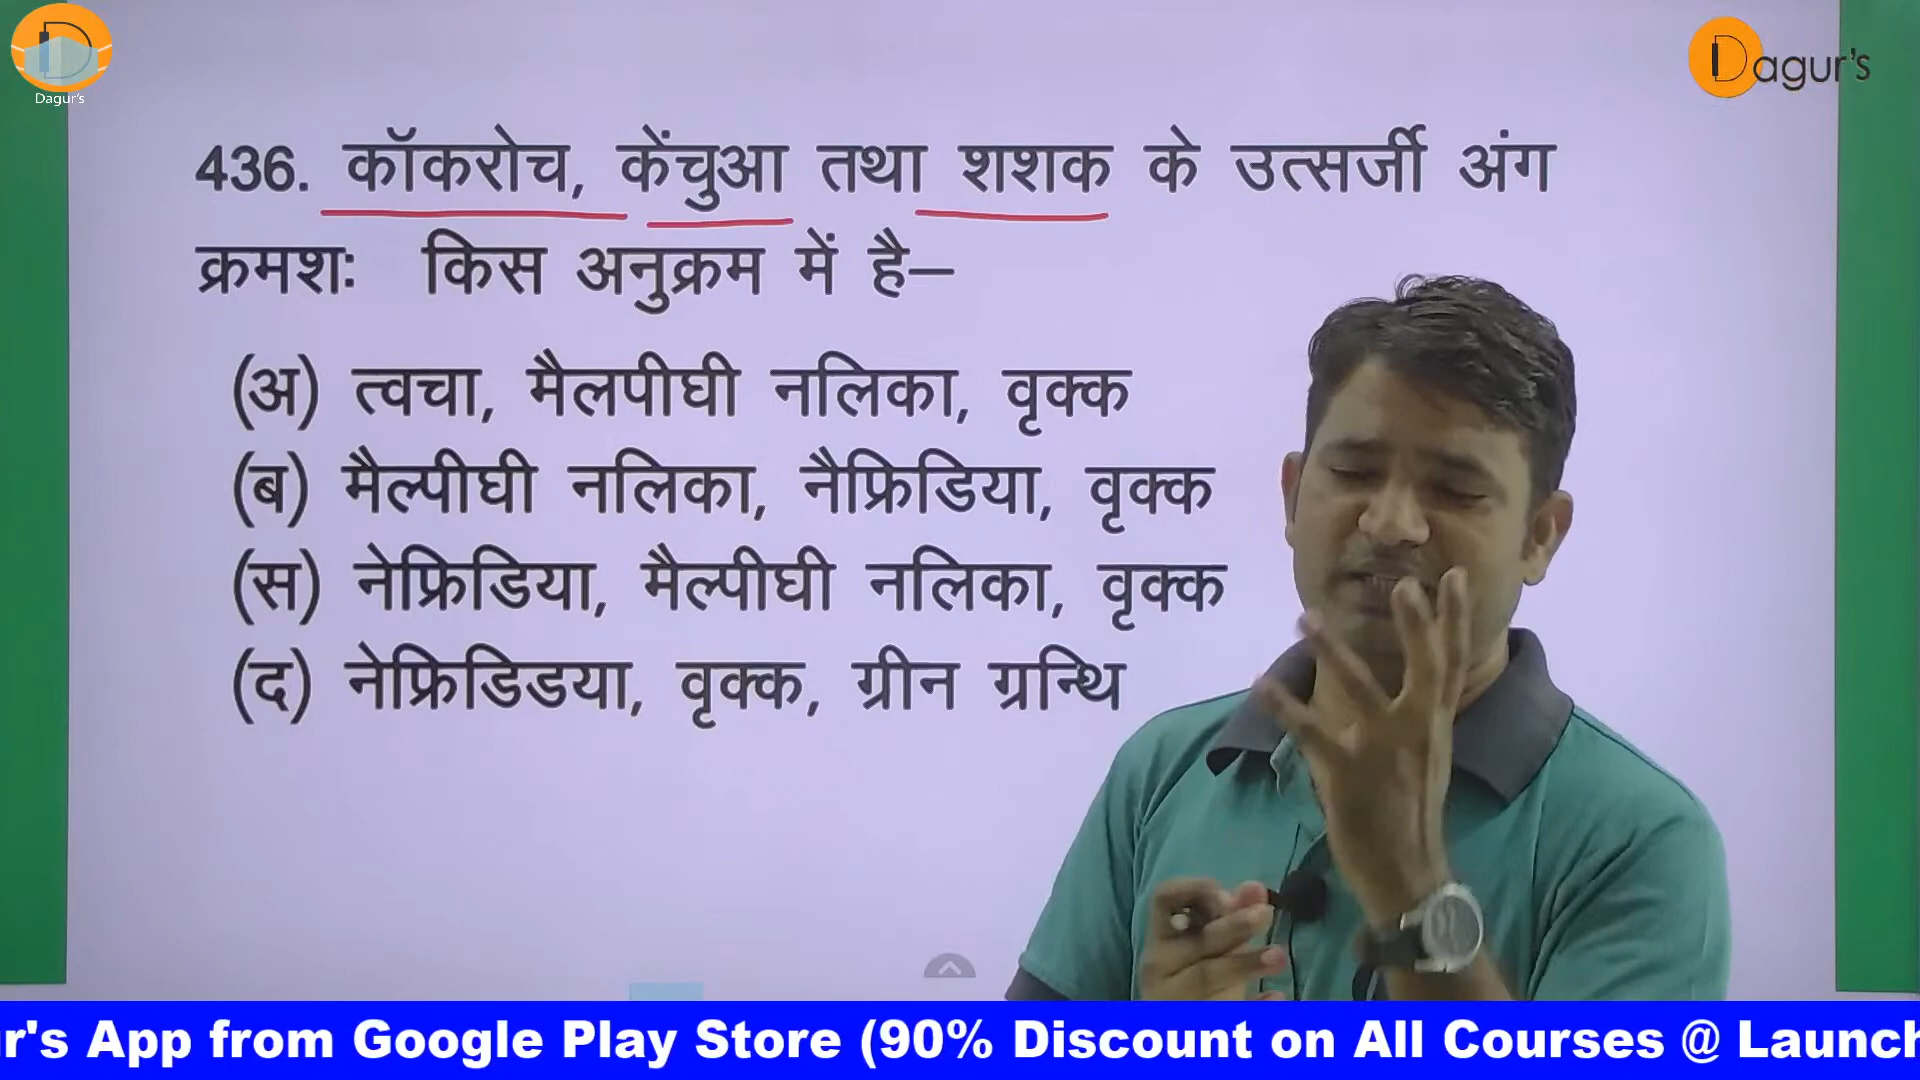 Dagur's
Dagur's
436. कॉकरोच, केंचुआ तथा शशक के उत्सर्जी अंग
क्रमशः किस अनुक्रम में है–
(अ) त्वचा, मैलपीघी नलिका, वृक्क
(ब) मैल्पीघी नलिका, नैफ्रिडिया, वृक्क
(स) नेफ्रिडिया, मैल्पीघी नलिका, वृक्क
(द) नेफ्रिडिडया, वृक्क, ग्रीन ग्रन्थि
r's App from Google Play Store (90% Discount on All Courses @ Launch